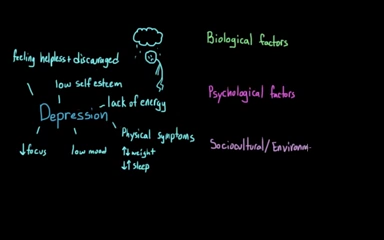 feeling helpless + discouraged
low self esteem
lack of energy
Depression
Physical symptoms
↑↓ weight
↓↑ sleep
↓ focus
low mood
Biological factors
Psychological factors
Sociocultural/Environm